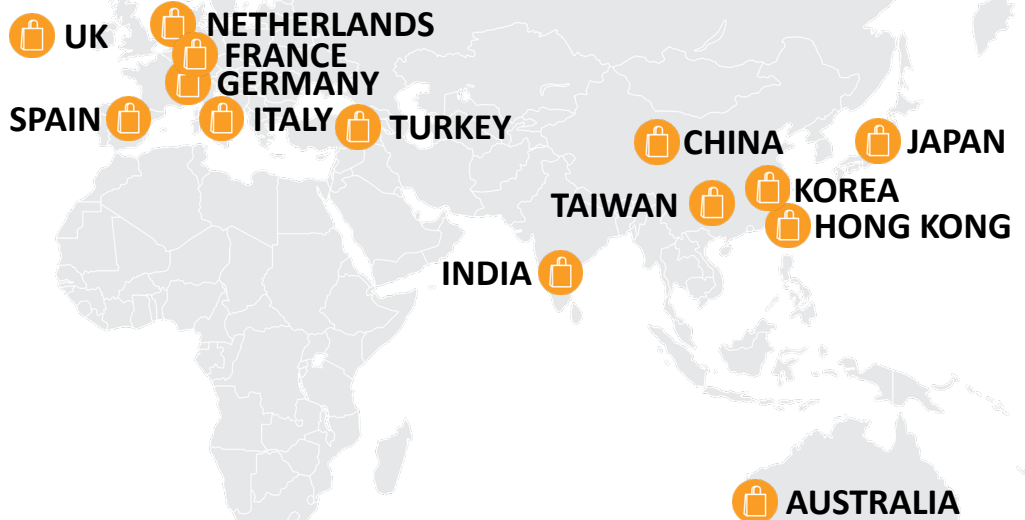 UK
NETHERLANDS
FRANCE
GERMANY
SPAIN
ITALY
TURKEY
CHINA
JAPAN
KOREA
TAIWAN
HONG KONG
INDIA
AUSTRALIA